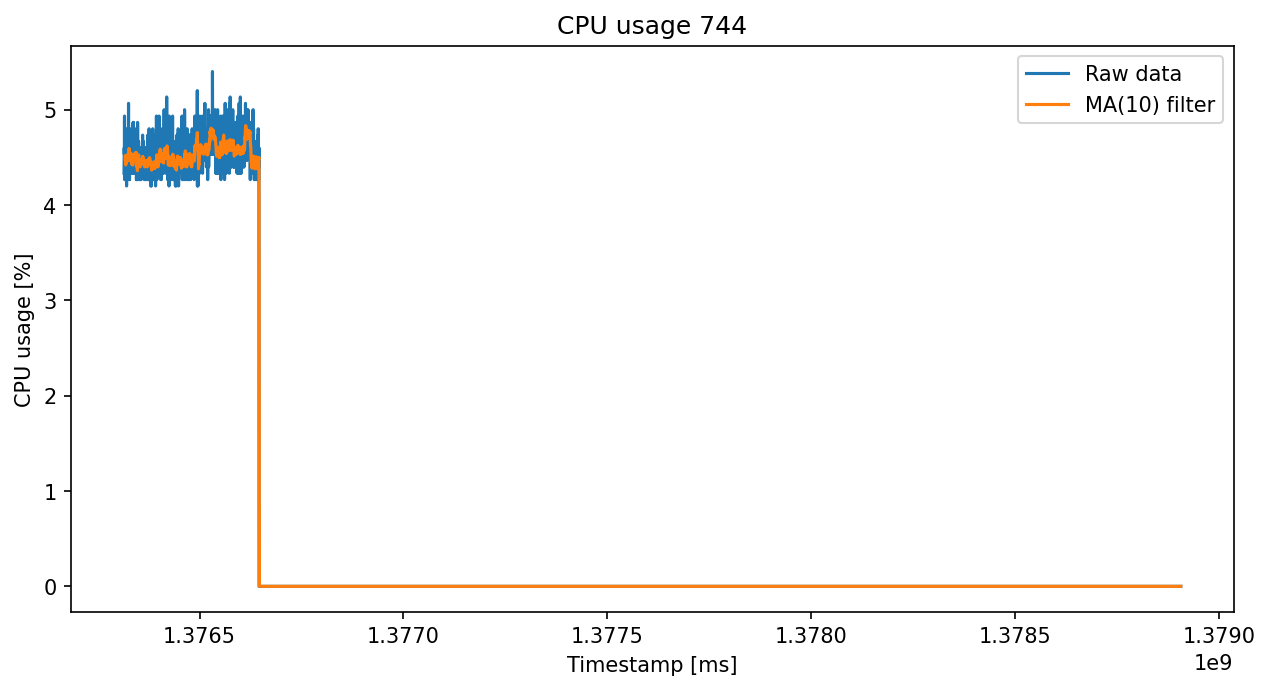 CPU usage 744
Raw data
MA(10) filter
CPU usage [%]
5
4
3
2
1
0
1.3765 1.3770 1.3775 1.3780 1.3785 1.3790
1e9
Timestamp [ms]